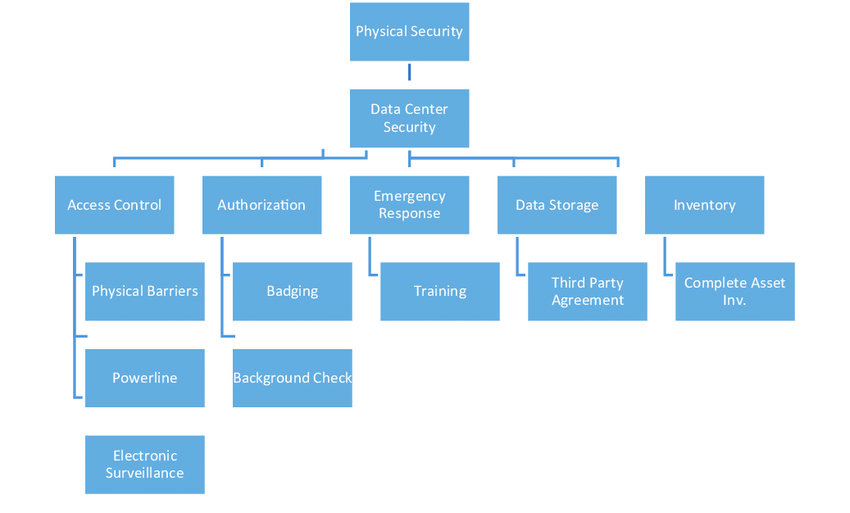 Physical Security
Data Center
Security
Access Control
Authorization
Emergency
Response
Data Storage
Inventory
Physical Barriers
Badging
Training
Third Party
Agreement
Complete Asset
Inv.
Powerline
Background Check
Electronic
Surveillance